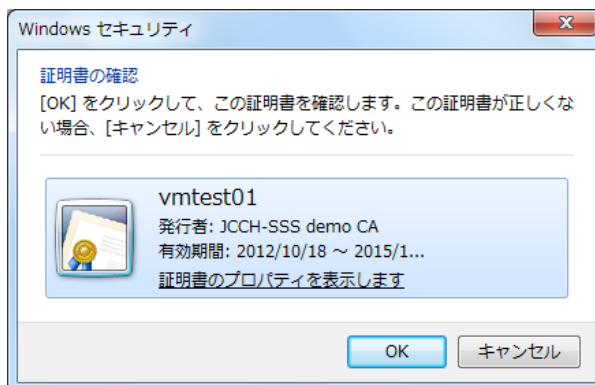 Windows セキュリティ
証明書の確認
[OK] をクリックして、この証明書を確認します。この証明書が正しくな
い場合、[キャンセル] をクリックしてください。
vmtest01
発行者: JCCH-SSS demo CA
有効期間: 2012/10/18 ～ 2015/1...
証明書のプロパティを表示します
OK
キャンセル